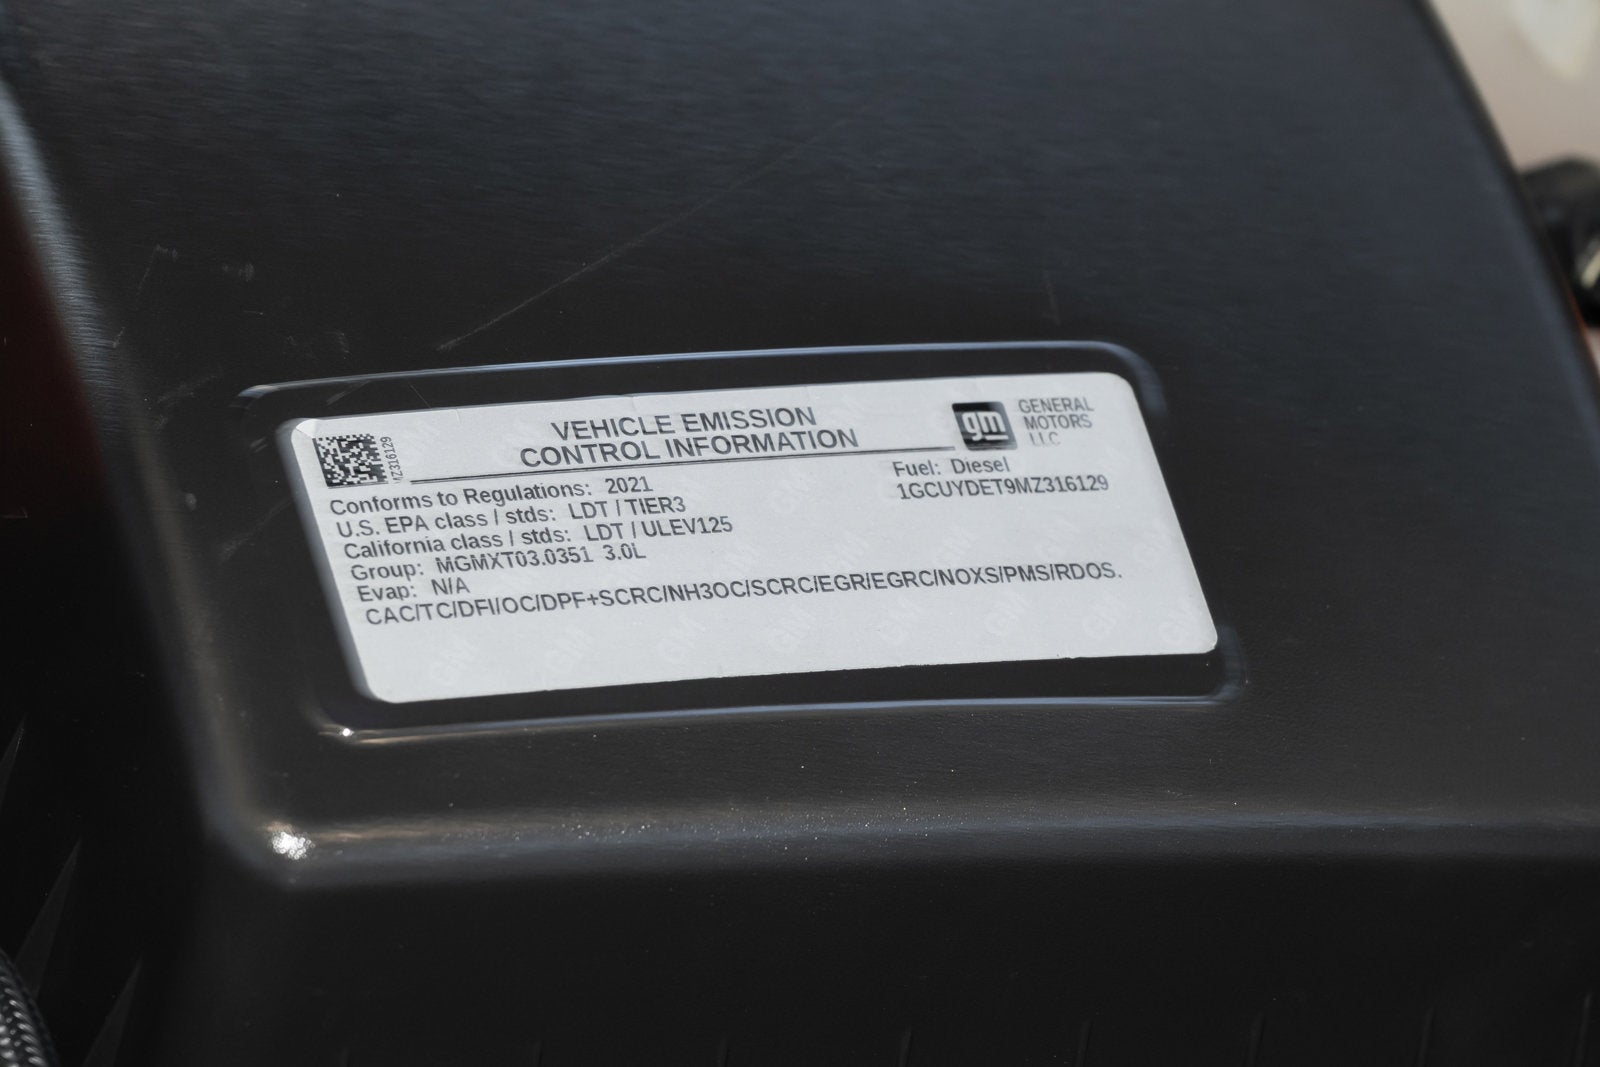 VEHICLE EMISSION
CONTROL INFORMATION
gm
GENERAL
MOTORS
LLC
MZ316129
Conforms to Regulations: 2021
U.S. EPA class / stds: LDT / TIER3
California class / stds: LDT / ULEV125
Group: MGMXT03.0351 3.0L
Evap: N/A
Fuel: Diesel
1GCUYDET9MZ316129
CAC/TC/DFI/OC/DPF+SCRC/NH3OC/SCRC/EGR/EGRC/NOXS/PMS/RDOS.